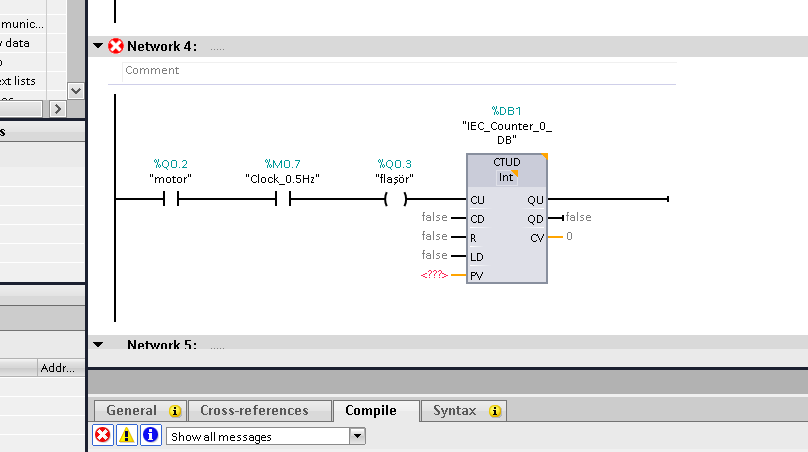 munic...
y data
ext lists
s
Addr...
Network 4: .....
Comment
%DB1
"IEC_Counter_0_
DB"
%Q0.2 %M0.7 %Q0.3 CTUD
"motor" "Clock_0.5Hz" "flaşör" Int
CU QU
false CD QD false
false R CV 0
false LD
<???> PV
Network 5: .....
General Cross-references Compile Syntax
Show all messages